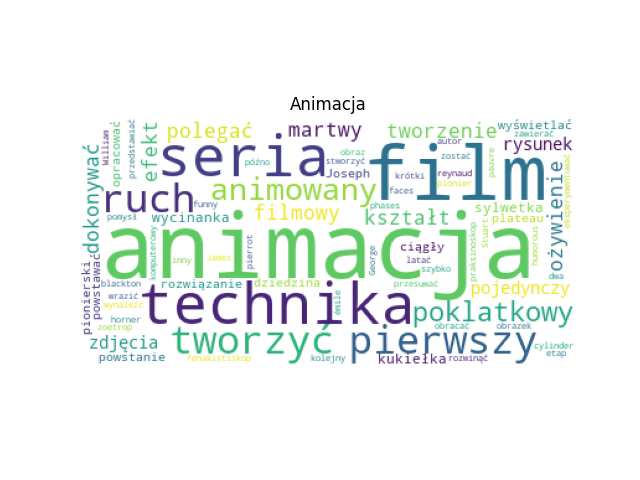 Animacja
William
opracować
przedstawiać
efekt
polegać
martwy
tworzenie
wyświetlać
zawierać
rysunek
autor
zostać
obraz
stworzyć
późno
seria
film
Joseph
krótki
reynaud
pionier
pauvre
eksperymentować
dokonywać
ruch
animowany
faces
ożywienie
funny
phases
pomysł
wycinanka
filmowy
kształt
sylwetka
plateau
Stuart
humorous
animacja
komputerowy
pierrot
ciągły
George
latać
szybko
praksinoskop
dwa
inny
James
pionierski
powstawać
blackton
rozwiązanie
dziedzina
przesuwać
pojedynczy
wrazić
wynaleźć
technika
émile
poklatkowy
horner
zoetrop
tworzyć
pierwszy
obracać
obrazek
zdjęcia
powstanie
fenakistiskop
kolejny
kukiełka
rozwinąć
cylinder
etap